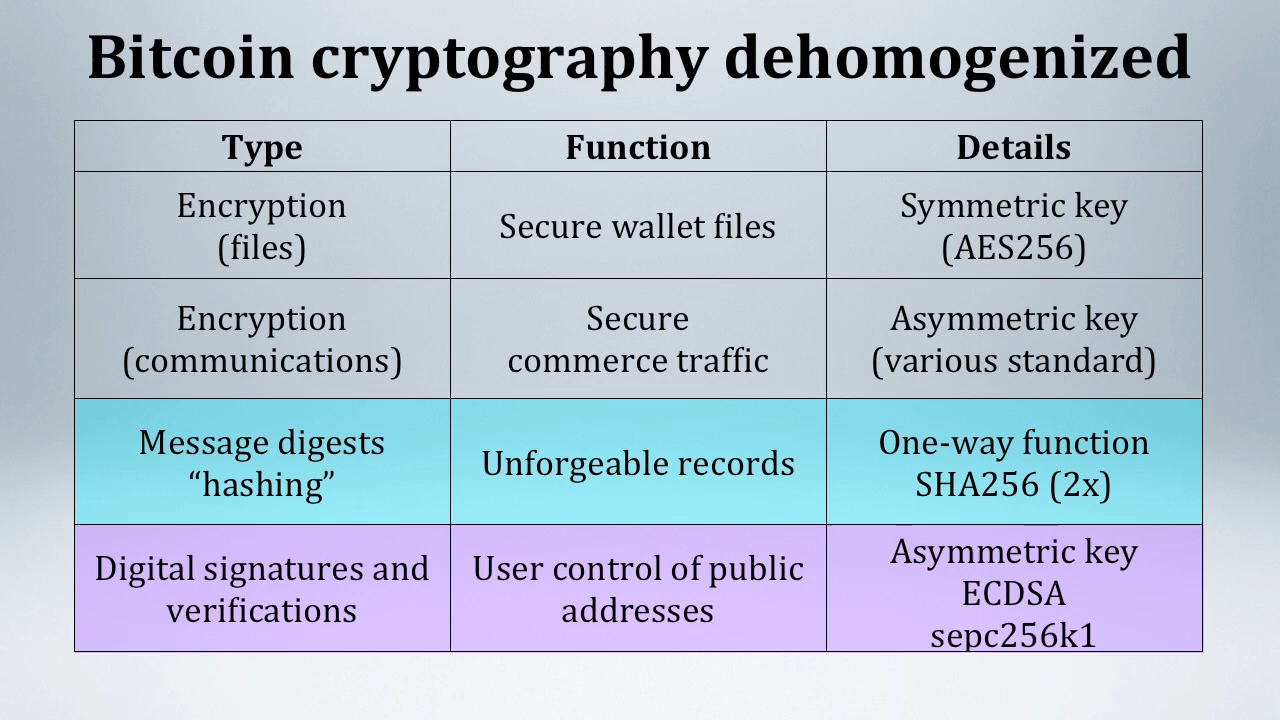 Bitcoin cryptography dehomogenized
Type
Function
Details
Encryption
(files)
Secure wallet files
Symmetric key
(AES256)
Encryption
(communications)
Secure
commerce traffic
Asymmetric key
(various standard)
Message digests
“hashing”
Unforgeable records
One-way function
SHA256 (2x)
Digital signatures and
verifications
User control of public
addresses
Asymmetric key
ECDSA
sepc256k1